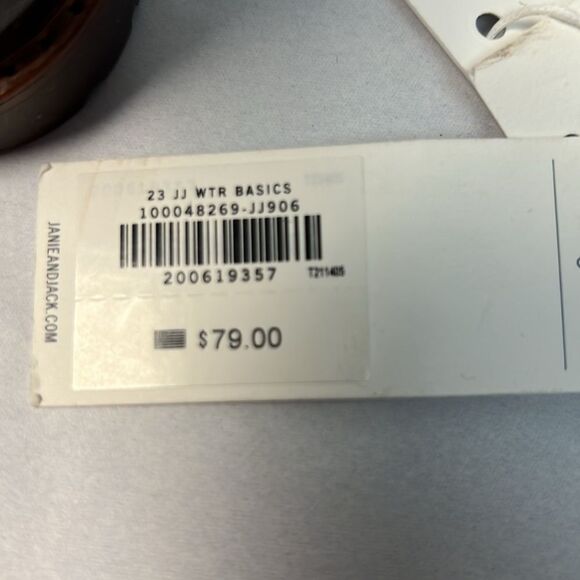 23 JJ WTR BASICS
100048269-JJ906
200619357
T211405
$79.00
JANIEANDJACK.COM